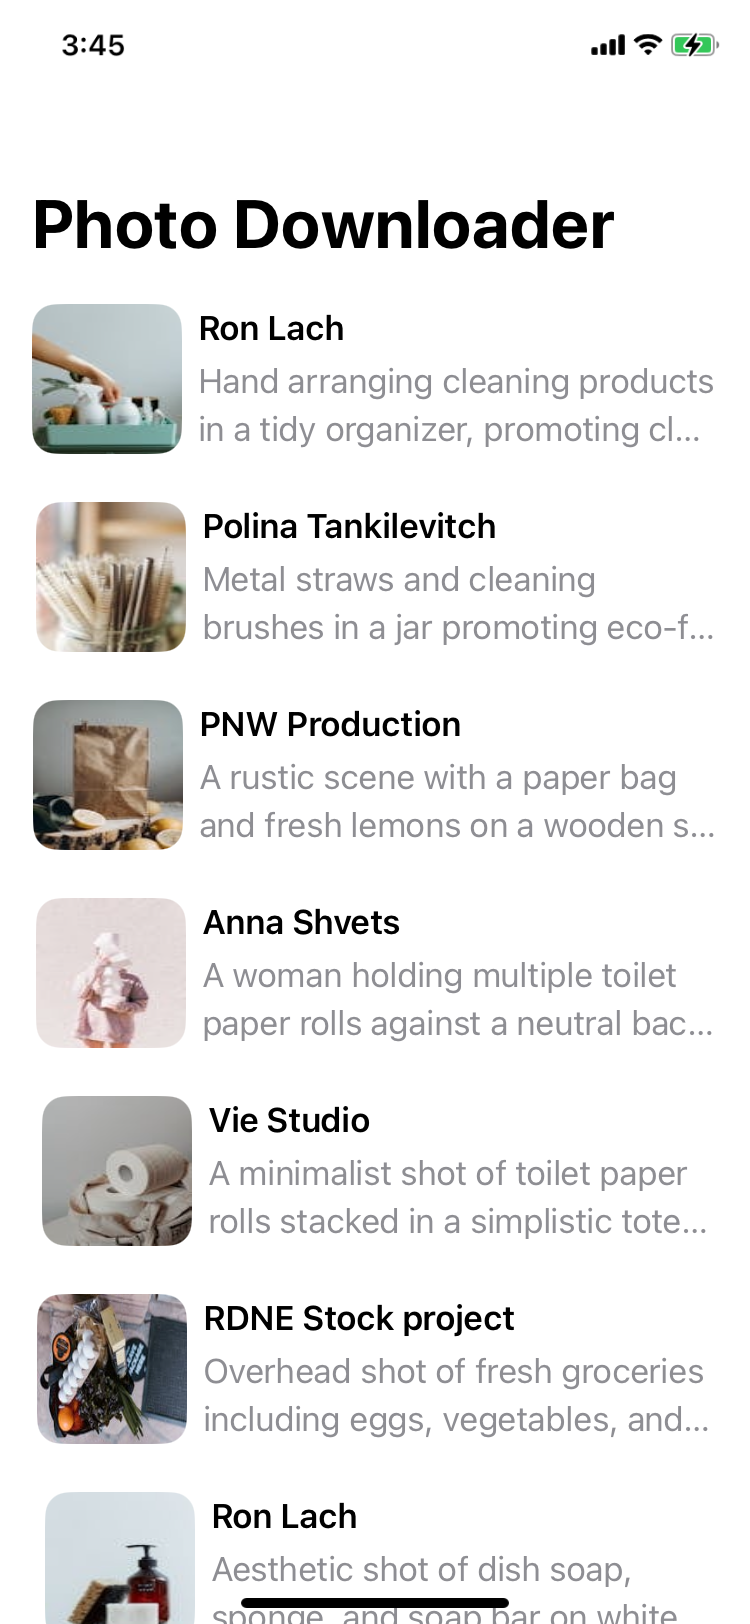 3:45
Photo Downloader
Ron Lach
Hand arranging cleaning products
in a tidy organizer, promoting cl...
Polina Tankilevitch
Metal straws and cleaning
brushes in a jar promoting eco-f...
PNW Production
A rustic scene with a paper bag
and fresh lemons on a wooden s...
Anna Shvets
A woman holding multiple toilet
paper rolls against a neutral bac...
Vie Studio
A minimalist shot of toilet paper
rolls stacked in a simplistic tote...
RDNE Stock project
Overhead shot of fresh groceries
including eggs, vegetables, and...
Ron Lach
Aesthetic shot of dish soap,
sponge, and soap bar on white